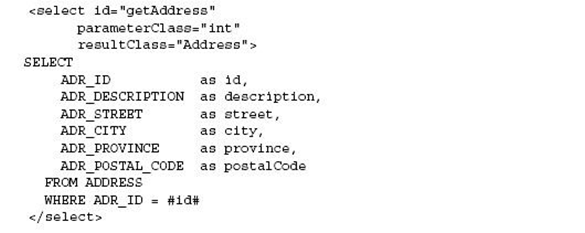 <select id="getAddress"
parameterClass="int"
resultClass="Address">
SELECT
ADR_ID as id,
ADR_DESCRIPTION as description,
ADR_STREET as street,
ADR_CITY as city,
ADR_PROVINCE as province,
ADR_POSTAL_CODE as postalCode
FROM ADDRESS
WHERE ADR_ID = #id#
</select>